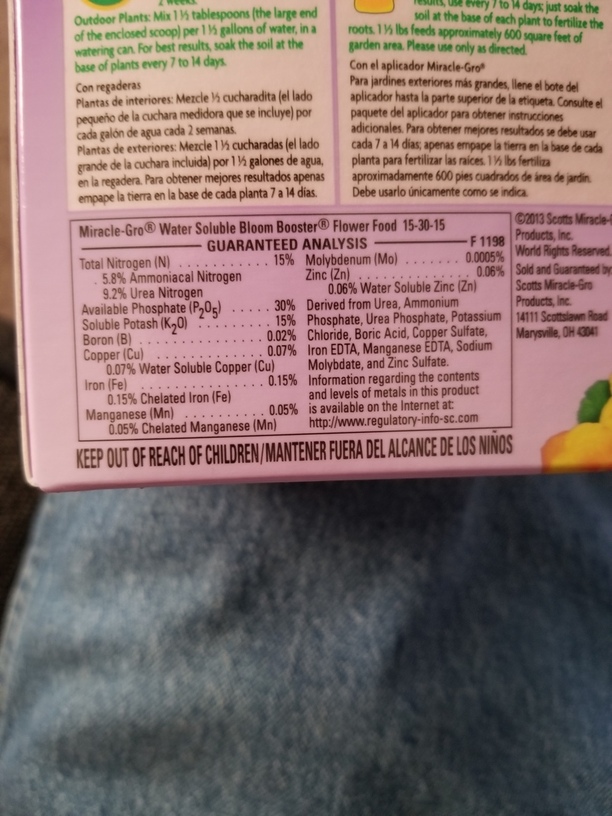 2 weeks.
Outdoor Plants: Mix 1 ½ tablespoons (the large end
of the enclosed scoop) per 1 ½ gallons of water, in a
watering can. For best results, soak the soil at the
base of plants every 7 to 14 days.
Con regaderas
Plantas de interiores: Mezcle ½ cucharadita (el lado
pequeño de la cuchara medidora que se incluye) por
cada galón de agua cada 2 semanas.
Plantas de exteriores: Mezcle 1 ½ cucharadas (el lado
grande de la cuchara incluida) por 1 ½ galones de agua,
en la regadera. Para obtener mejores resultados apenas
empape la tierra en la base de cada planta 7 a 14 días.
results, use every 7 to 14 days; just soak the
soil at the base of each plant to fertilize the
roots. 1 ½ lbs feeds approximately 600 square feet of
garden area. Please use only as directed.
Con el aplicador Miracle-Gro®
Para jardines exteriores más grandes, llene el bote del
aplicador hasta la parte superior de la etiqueta. Consulte el
paquete del aplicador para obtener instrucciones
adicionales. Para obtener mejores resultados se debe usar
cada 7 a 14 días; apenas empape la tierra en la base de cada
planta para fertilizar las raíces. 1 ½ lbs fertiliza
aproximadamente 600 pies cuadrados de área de jardín.
Debe usarlo únicamente como se indica.
Miracle-Gro® Water Soluble Bloom Booster® Flower Food 15-30-15
GUARANTEED ANALYSIS F 1198
Total Nitrogen (N) . . . . . . . . . . . 15%
5.8% Ammoniacal Nitrogen
9.2% Urea Nitrogen
Available Phosphate (P₂O₅) . . . . . 30%
Soluble Potash (K₂O) . . . . . . . . . 15%
Boron (B) . . . . . . . . . . . . . . . . 0.02%
Copper (Cu) . . . . . . . . . . . . . . 0.07%
0.07% Water Soluble Copper (Cu)
Iron (Fe) . . . . . . . . . . . . . . . . 0.15%
0.15% Chelated Iron (Fe)
Manganese (Mn) . . . . . . . . . . . 0.05%
0.05% Chelated Manganese (Mn)
Molybdenum (Mo) . . . . . . . . 0.0005%
Zinc (Zn) . . . . . . . . . . . . . . . 0.06%
0.06% Water Soluble Zinc (Zn)
Derived from Urea, Ammonium
Phosphate, Urea Phosphate, Potassium
Chloride, Boric Acid, Copper Sulfate,
Iron EDTA, Manganese EDTA, Sodium
Molybdate, and Zinc Sulfate.
Information regarding the contents
and levels of metals in this product
is available on the Internet at:
http://www.regulatory-info-sc.com
©2013 Scotts Miracle-
Products, Inc.
World Rights Reserved.
Sold and Guaranteed by
Scotts Miracle-Gro
Products, Inc.
14111 Scottslawn Road
Marysville, OH 43041
KEEP OUT OF REACH OF CHILDREN/MANTENER FUERA DEL ALCANCE DE LOS NIÑOS